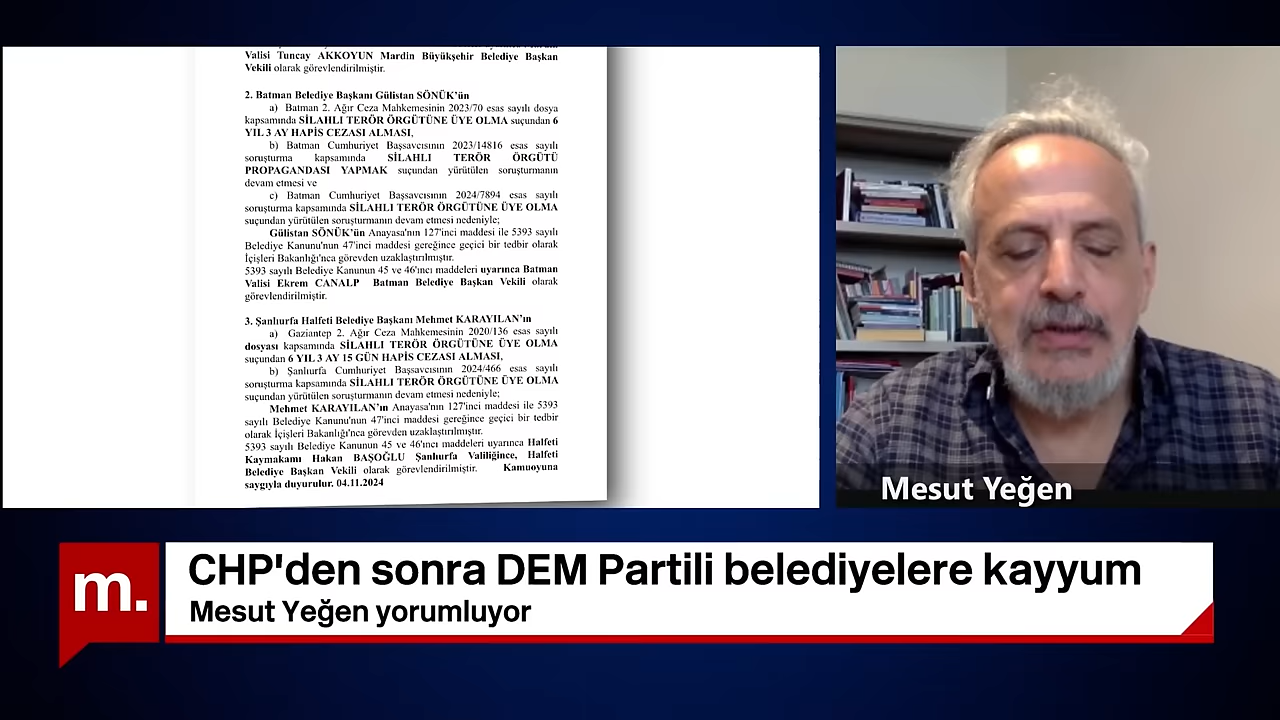 Valisi Tuncay AKKOYUN Mardin Büyükşehir Belediye Başkan
Vekili olarak görevlendirilmiştir.
2. Batman Belediye Başkanı Gülistan SÖNÜK'ün
a) Batman 2. Ağır Ceza Mahkemesinin 2023/70 esas sayılı dosya
kapsamında SİLAHLI TERÖR ÖRGÜTÜNE ÜYE OLMA suçundan 6
YIL 3 AY HAPİS CEZASI ALMASI,
b) Batman Cumhuriyet Başsavcısının 2023/14816 esas sayılı
soruşturma kapsamında SİLAHLI TERÖR ÖRGÜTÜ
PROPAGANDASI YAPMAK suçundan yürütülen soruşturmanın
devam etmesi ve
c) Batman Cumhuriyet Başsavcısının 2024/7894 esas sayılı
soruşturma kapsamında SİLAHLI TERÖR ÖRGÜTÜNE ÜYE OLMA
suçundan yürütülen soruşturmanın devam etmesi nedeniyle;
Gülistan SÖNÜK'ün Anayasa'nın 127'inci maddesi ile 5393 sayılı
Belediye Kanunu'nun 47'inci maddesi gereğince geçici bir tedbir olarak
İçişleri Bakanlığı'nca görevden uzaklaştırılmıştır.
5393 sayılı Belediye Kanunun 45 ve 46'ıncı maddeleri uyarınca Batman
Valisi Ekrem CANALP Batman Belediye Başkan Vekili olarak
görevlendirilmiştir.
3. Şanlıurfa Halfeti Belediye Başkanı Mehmet KARAYILAN'ın
a) Gaziantep 2. Ağır Ceza Mahkemesinin 2020/136 esas sayılı
dosyası kapsamında SİLAHLI TERÖR ÖRGÜTÜNE ÜYE OLMA
suçundan 6 YIL 3 AY 15 GÜN HAPİS CEZASI ALMASI,
b) Şanlıurfa Cumhuriyet Başsavcısının 2024/466 esas sayılı
soruşturma kapsamında SİLAHLI TERÖR ÖRGÜTÜNE ÜYE OLMA
suçundan yürütülen soruşturmanın devam etmesi nedeniyle;
Mehmet KARAYILAN'ın Anayasa'nın 127'inci maddesi ile 5393
sayılı Belediye Kanunu'nun 47'inci maddesi gereğince geçici bir tedbir
olarak İçişleri Bakanlığı'nca görevden uzaklaştırılmıştır.
5393 sayılı Belediye Kanunun 45 ve 46'ıncı maddeleri uyarınca Halfeti
Kaymakamı Hakan BAŞOĞLU Şanlıurfa Valiliğince, Halfeti
Belediye Başkan Vekili olarak görevlendirilmiştir. Kamuoyuna
saygıyla duyurulur. 04.11.2024
Mesut Yeğen
m.
CHP'den sonra DEM Partili belediyelere kayyum
Mesut Yeğen yorumluyor